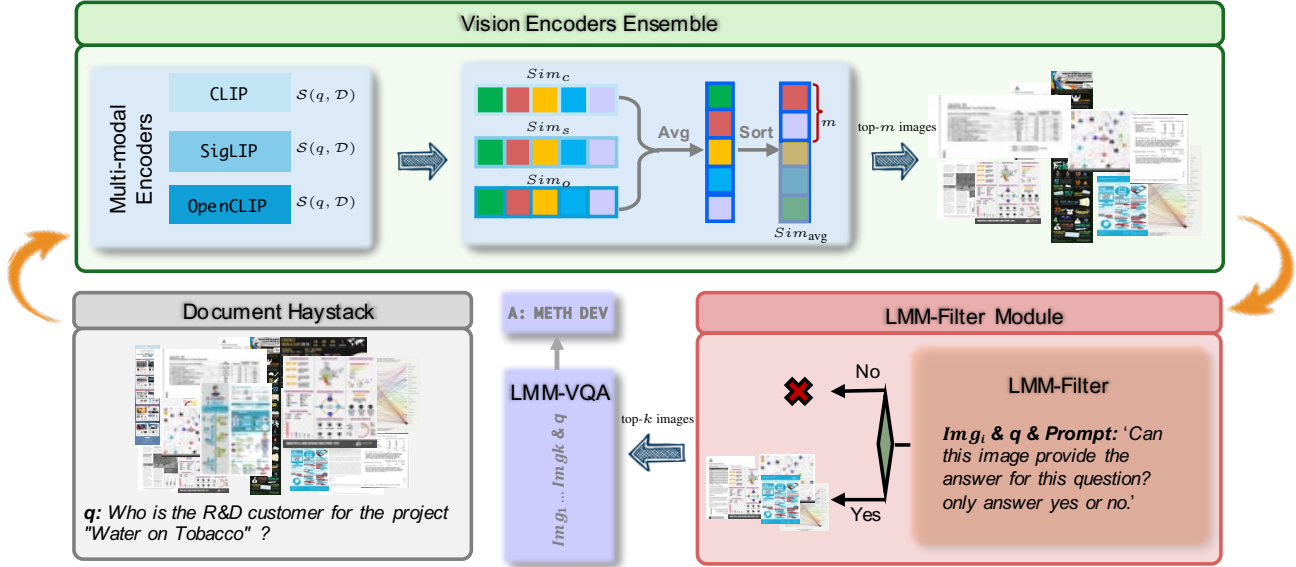 Vision Encoders Ensemble
Multi-modal
Encoders
CLIP
S(q, D)
SigLIP
S(q, D)
OpenCLIP
S(q, D)
Sim_c
Sim_s
Sim_o
Avg
Sort
m
Sim_avg
top-m images
Document Haystack
q: Who is the R&D customer for the project
"Water on Tobacco" ?
A: METH DEV
LMM-VQA
Img₁ ... Imgk & q
top-k images
LMM-Filter Module
No
Yes
LMM-Filter
Img_i & q & Prompt: ‘Can
this image provide the
answer for this question?
only answer yes or no.’